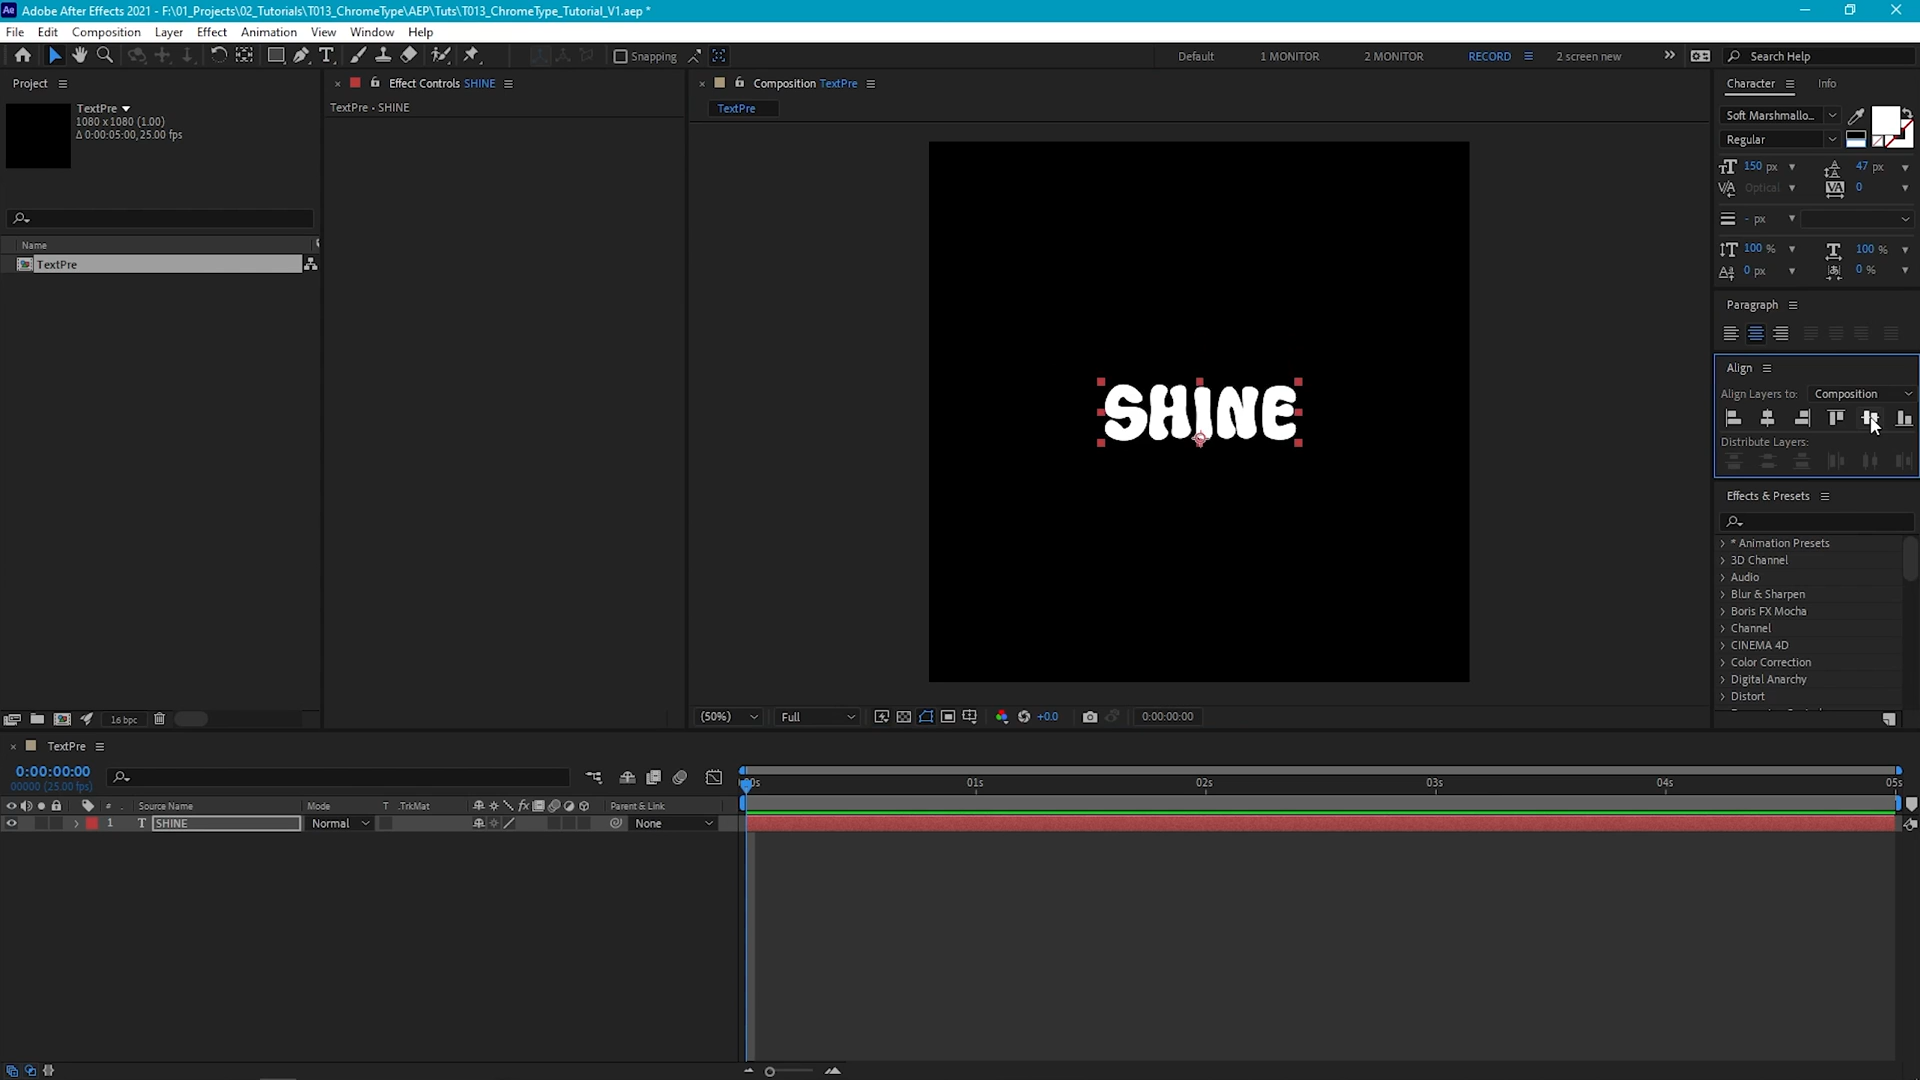 Adobe After Effects 2021 - F:\01_Projects\02_Tutorials\T013_ChromeType\AEP\Tuts\T013_ChromeType_Tutorial_V1.aep *
File Edit Composition Layer Effect Animation View Window Help
Snapping Default 1 MONITOR 2 MONITOR RECORD 2 screen new Search Help
Project Effect Controls SHINE Composition TextPre Character Info
TextPre
1080 x 1080 (1.00)
Δ 0:00:05:00, 25.00 fps
TextPre • SHINE
TextPre
Soft Marshmallo...
Regular
150 px 47 px
Optical 0
- px
100 % 100 %
0 px 0 %
Name
TextPre
Paragraph
Align
Align Layers to: Composition
Distribute Layers:
SHINE
Effects & Presets
* Animation Presets
3D Channel
Audio
Blur & Sharpen
Boris FX Mocha
Channel
CINEMA 4D
Color Correction
Digital Anarchy
Distort
16 bpc (50%) Full +0.0 0:00:00:00
TextPre
0:00:00:00
00000 (25.00 fps)
01s 02s 03s 04s 05s
# Source Name Mode T .TrkMat fx Parent & Link
1 T SHINE Normal None